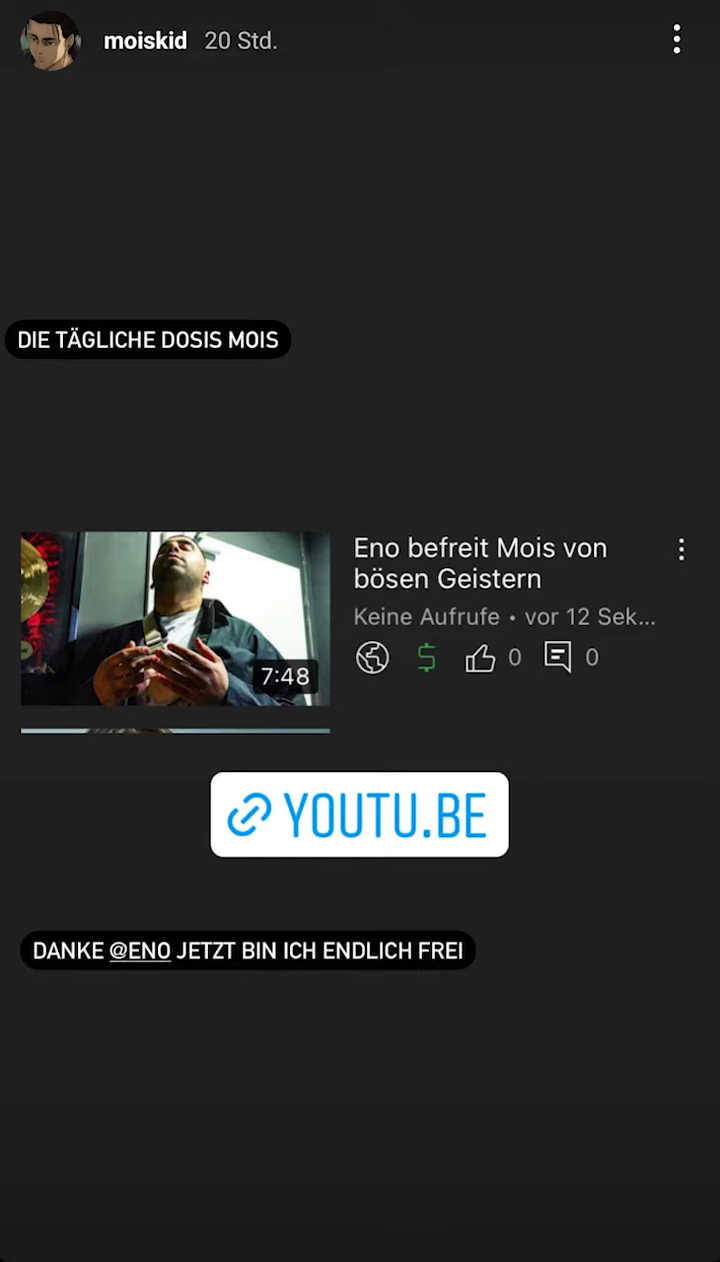 moiskid 20 Std.
DIE TÄGLICHE DOSIS MOIS
Eno befreit Mois von
bösen Geistern
Keine Aufrufe • vor 12 Sek...
7:48
0 0
YOUTU.BE
DANKE @ENO JETZT BIN ICH ENDLICH FREI